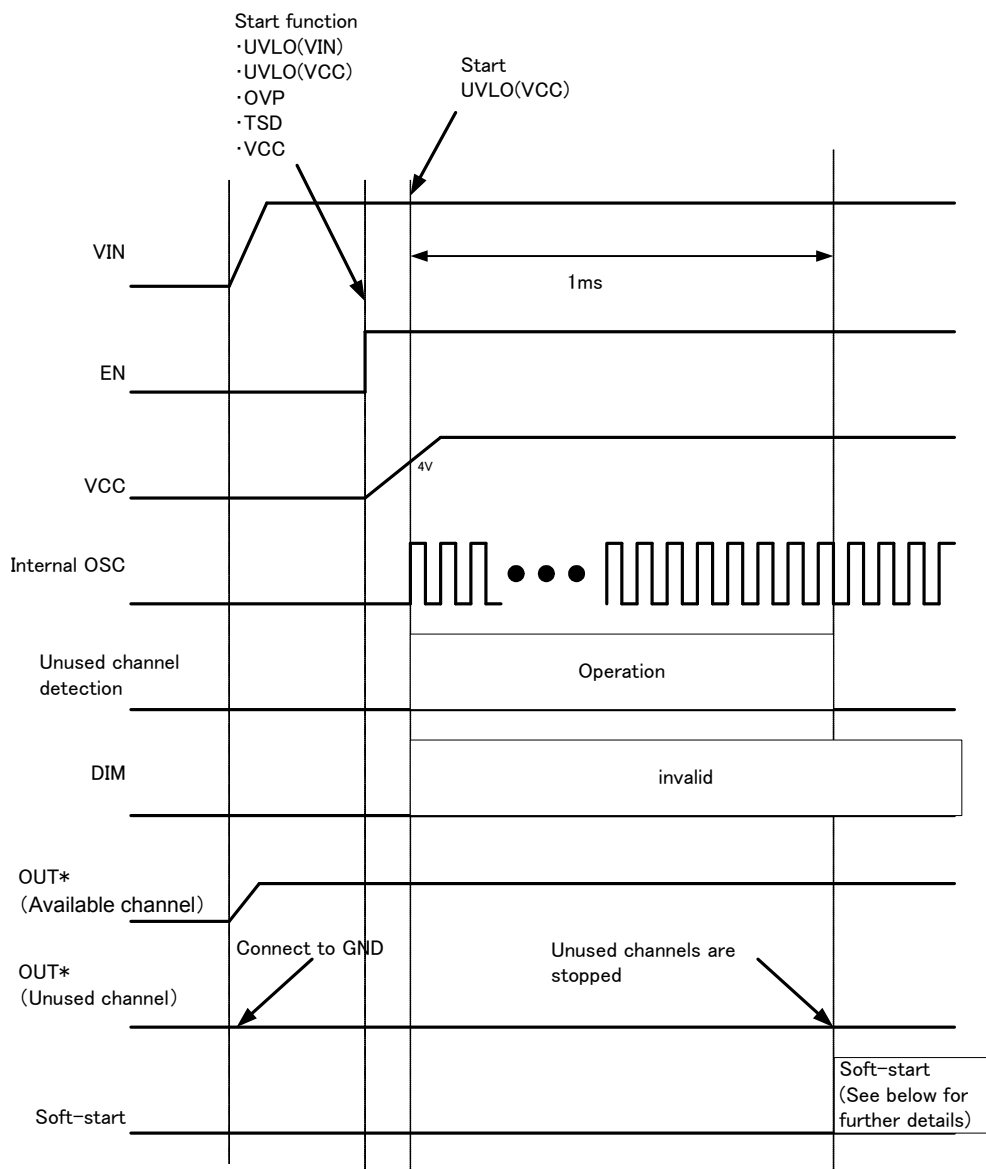 Start function
・UVLO(VIN)
・UVLO(VCC)
・OVP
・TSD
・VCC
Start
UVLO(VCC)
VIN
1ms
EN
4V
VCC
Internal OSC
Unused channel
detection
Operation
DIM
invalid
OUT*
(Available channel)
Connect to GND
Unused channels are
stopped
OUT*
(Unused channel)
Soft-start
(See below for
further details)
Soft-start